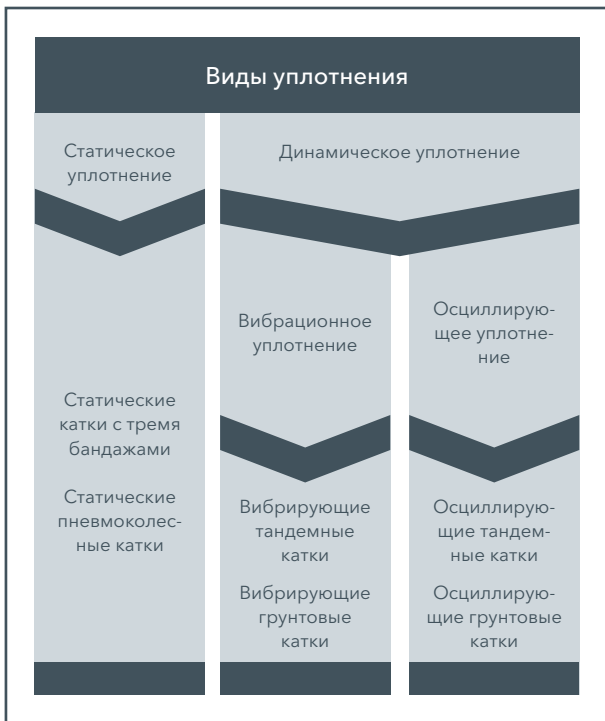 Виды уплотнения
Статическое
уплотнение
Статические
катки с тремя
бандажами
Статические
пневмоколес-
ные катки
Динамическое уплотнение
Вибрационное
уплотнение
Вибрирующие
тандемные
катки
Вибрирующие
грунтовые
катки
Осциллирую-
щее уплотне-
ние
Осциллирую-
щие тандем-
ные катки
Осциллирую-
щие грунтовые
катки